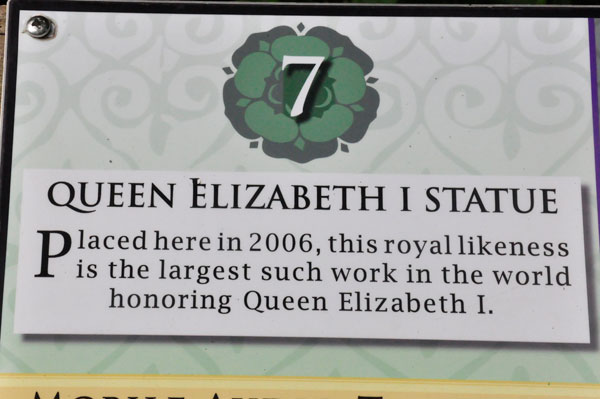 7
QUEEN ELIZABETH I STATUE
Placed here in 2006, this royal likeness
is the largest such work in the world
honoring Queen Elizabeth I.
MOBILE